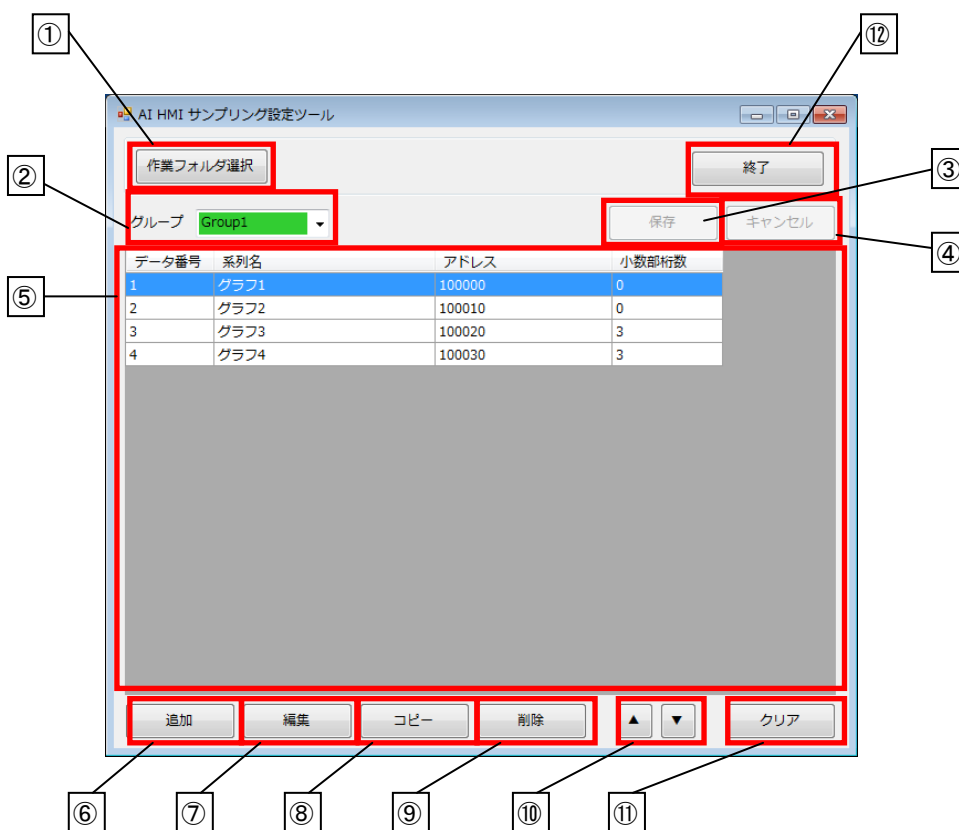 ① ⑫
AI HMI サンプリング設定ツール
作業フォルダ選択 終了
② ③
グループ Group1 保存 キャンセル
④
データ番号 系列名 アドレス 小数部桁数
⑤
1 グラフ1 100000 0
2 グラフ2 100010 0
3 グラフ3 100020 3
4 グラフ4 100030 3
追加 編集 コピー 削除 ▲ ▼ クリア
⑥ ⑦ ⑧ ⑨ ⑩ ⑪